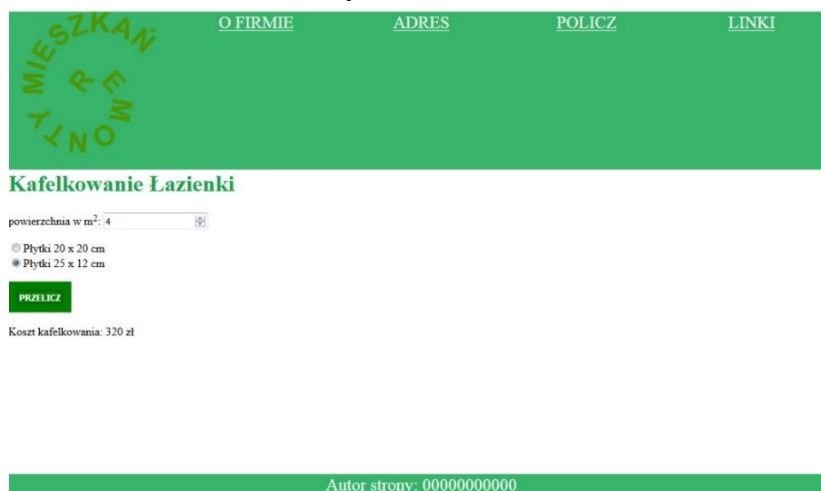 MIESZKAŃ
REMONTY
O FIRMIE
ADRES
POLICZ
LINKI
Kafelkowanie Łazienki
powierzchnia w m²: 4
Płytki 20 x 20 cm
Płytki 25 x 12 cm
PRZELICZ
Koszt kafelkowania: 320 zł
Autor strony: 00000000000